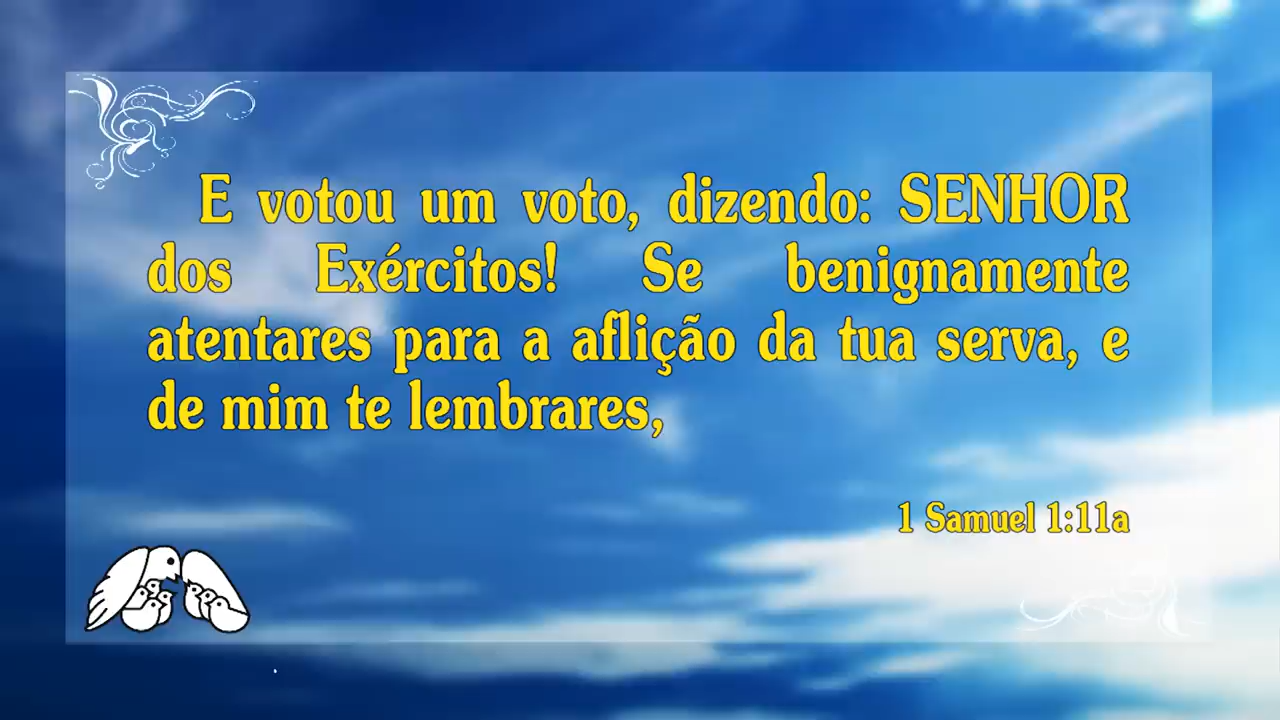 E votou um voto, dizendo: SENHOR
dos Exércitos! Se benignamente
atentares para a aflição da tua serva, e
de mim te lembrares,
1 Samuel 1:11a